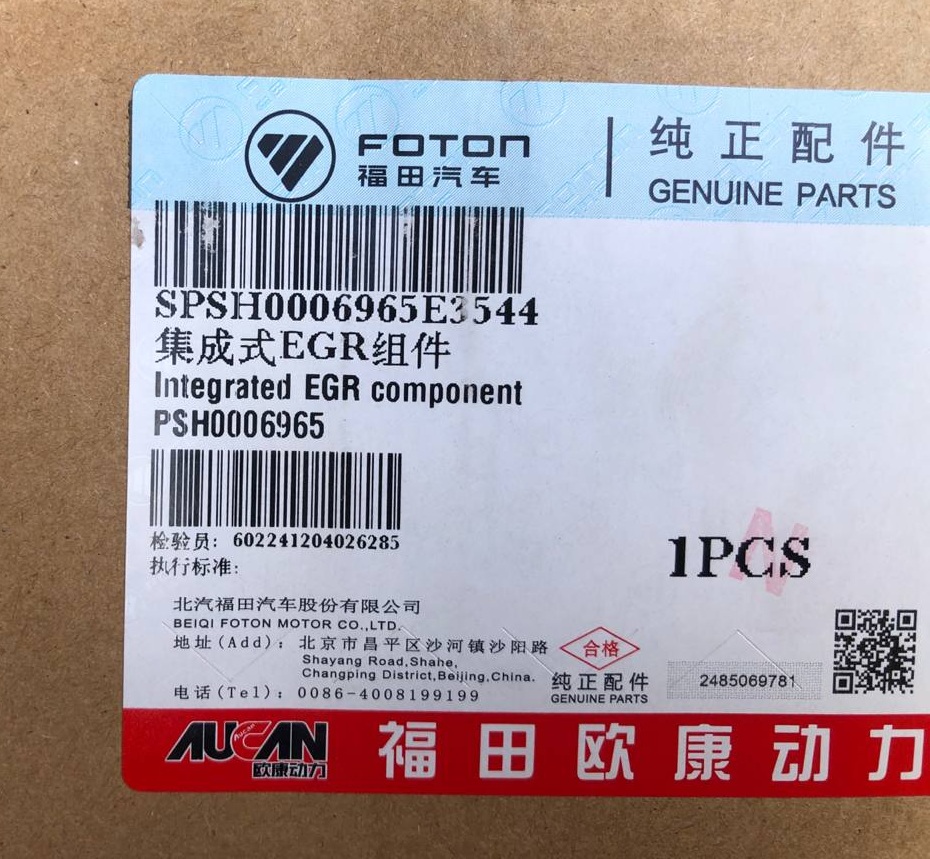 FOTON
福田汽车
纯正配件
GENUINE PARTS
SPSH0006965E3544
集成式EGR组件
Integrated EGR component
PSH0006965
检验员: 602241204026285
执行标准:
1PCS
北汽福田汽车股份有限公司
BEIQI FOTON MOTOR CO.,LTD.
地址(Add): 北京市昌平区沙河镇沙阳路
Shayang Road,Shahe,
Changping District,Beijing,China.
电话(Tel): 0086-4008199199
合格
纯正配件
GENUINE PARTS
2485069781
AUCAN
欧康动力
福田欧康动力